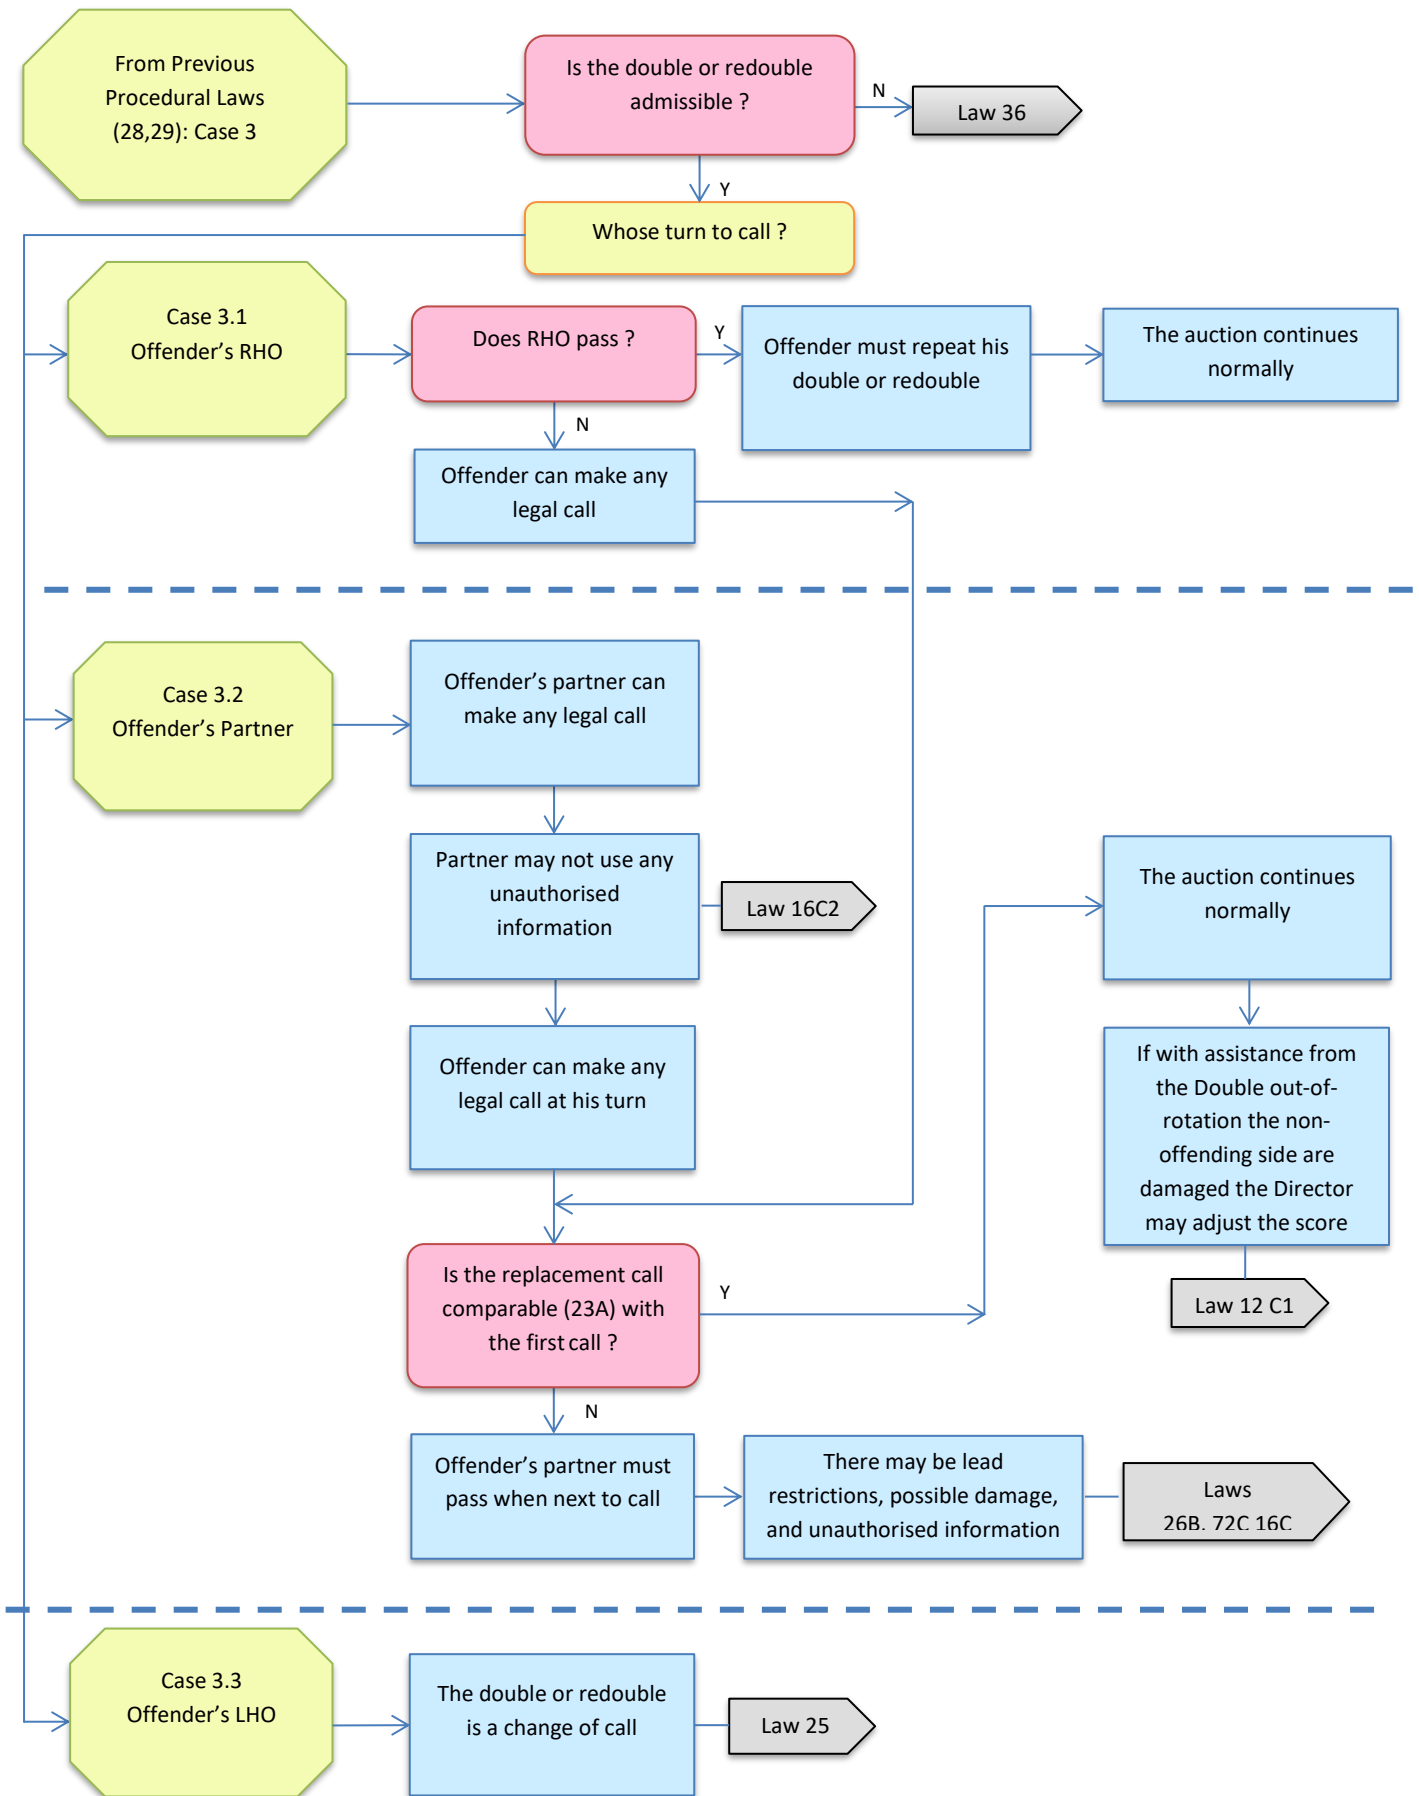 From Previous
Procedural Laws
(28,29): Case 3
Is the double or redouble
admissible ?
N
Law 36
Y
Whose turn to call ?
Case 3.1
Offender’s RHO
Does RHO pass ?
Y
Offender must repeat his
double or redouble
The auction continues
normally
N
Offender can make any
legal call
Case 3.2
Offender’s Partner
Offender’s partner can
make any legal call
Partner may not use any
unauthorised
information
Law 16C2
The auction continues
normally
Offender can make any
legal call at his turn
If with assistance from
the Double out-of-
rotation the non-
offending side are
damaged the Director
may adjust the score
Law 12 C1
Is the replacement call
comparable (23A) with
the first call ?
Y
N
Offender’s partner must
pass when next to call
There may be lead
restrictions, possible damage,
and unauthorised information
Laws
26B, 72C 16C
Case 3.3
Offender’s LHO
The double or redouble
is a change of call
Law 25